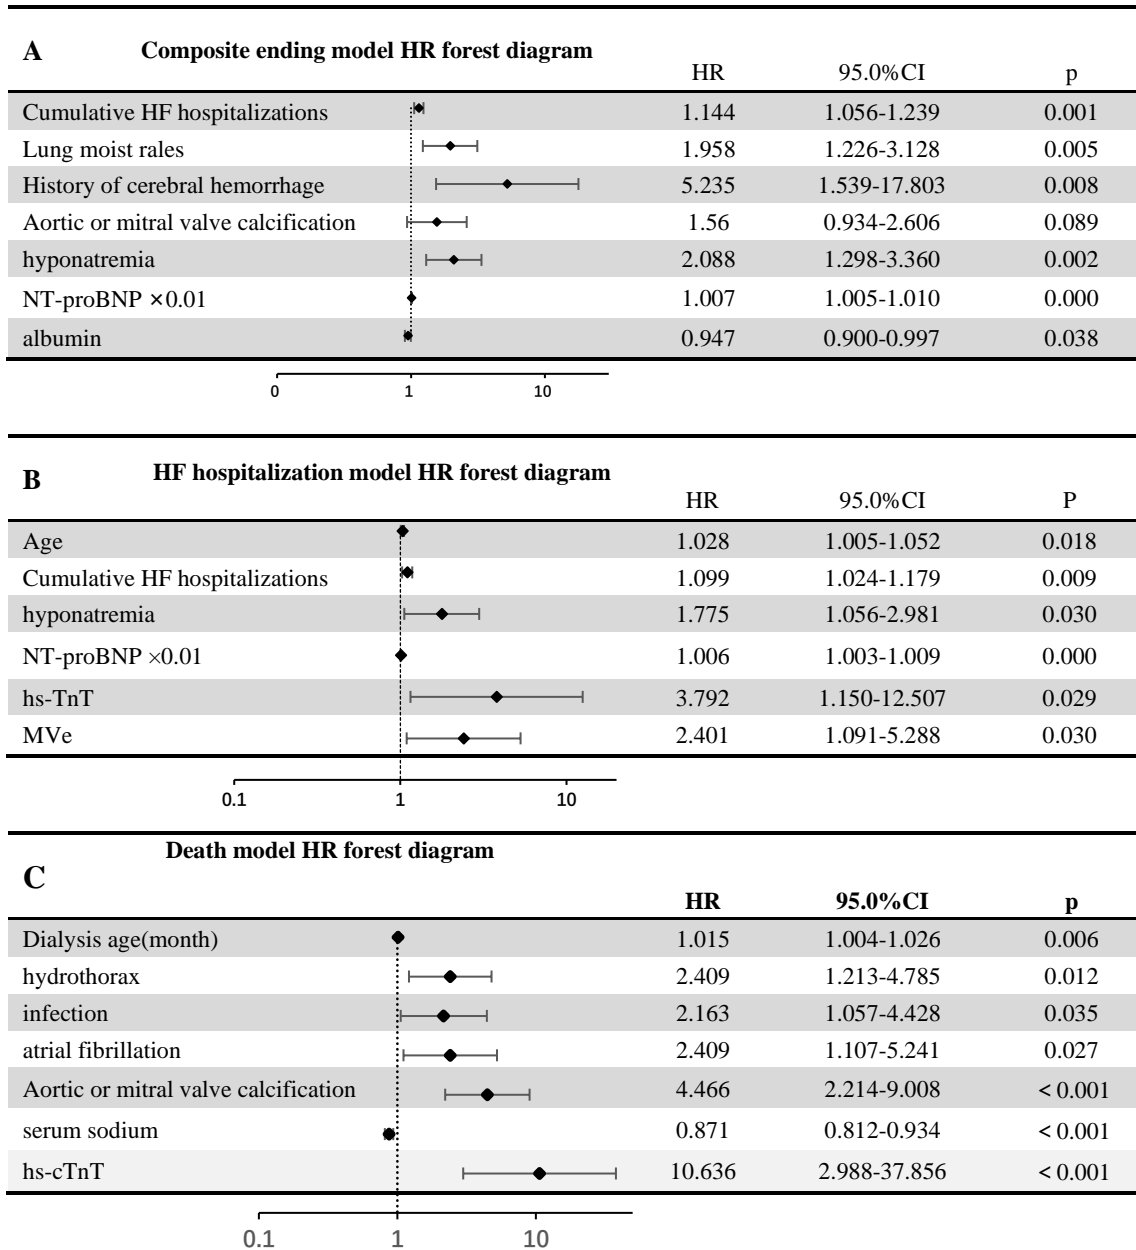 A Composite ending model HR forest diagram
HR 95.0%CI p
Cumulative HF hospitalizations 1.144 1.056-1.239 0.001
Lung moist rales 1.958 1.226-3.128 0.005
History of cerebral hemorrhage 5.235 1.539-17.803 0.008
Aortic or mitral valve calcification 1.56 0.934-2.606 0.089
hyponatremia 2.088 1.298-3.360 0.002
NT-proBNP ×0.01 1.007 1.005-1.010 0.000
albumin 0.947 0.900-0.997 0.038
0 1 10
B HF hospitalization model HR forest diagram
HR 95.0%CI P
Age 1.028 1.005-1.052 0.018
Cumulative HF hospitalizations 1.099 1.024-1.179 0.009
hyponatremia 1.775 1.056-2.981 0.030
NT-proBNP ×0.01 1.006 1.003-1.009 0.000
hs-TnT 3.792 1.150-12.507 0.029
MVe 2.401 1.091-5.288 0.030
0.1 1 10
Death model HR forest diagram
C
HR 95.0%CI p
Dialysis age(month) 1.015 1.004-1.026 0.006
hydrothorax 2.409 1.213-4.785 0.012
infection 2.163 1.057-4.428 0.035
atrial fibrillation 2.409 1.107-5.241 0.027
Aortic or mitral valve calcification 4.466 2.214-9.008 < 0.001
serum sodium 0.871 0.812-0.934 < 0.001
hs-cTnT 10.636 2.988-37.856 < 0.001
0.1 1 10